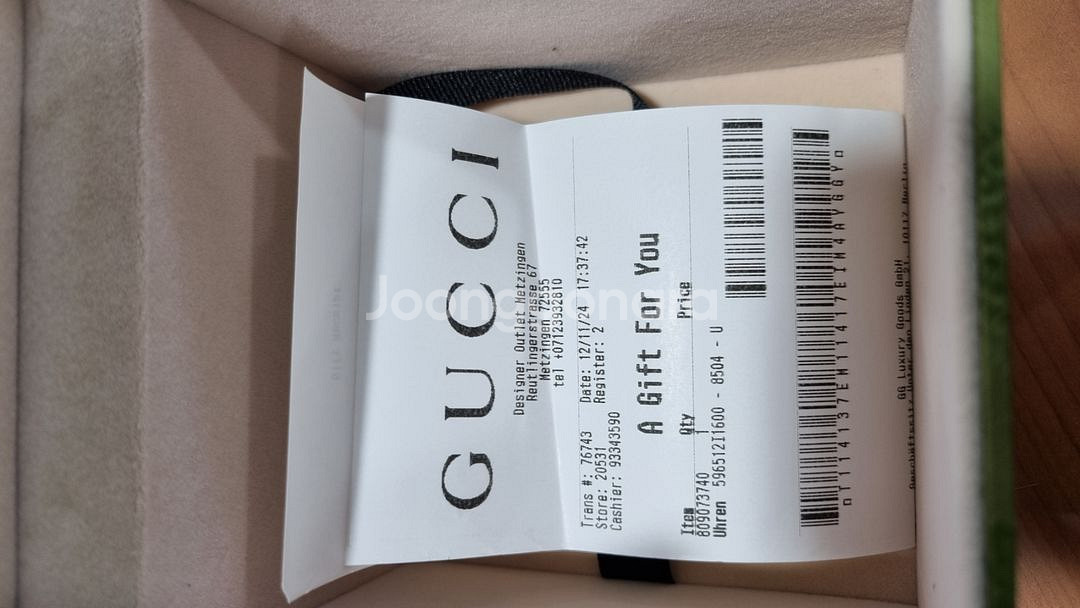 GUCCI
Designer Outlet Metzingen
Reutlingerstrasse 67
Metzingen 72555
tel +07123932810
Trans #: 76743 Date: 12/11/24 17:37:42
Store: 20531 Register: 2
Cashier: 93343590
A Gift For You
Item Qty Price
809073740 1
Uhren 596512I1600 - 8504 - U
GG Luxury Goods GmbH